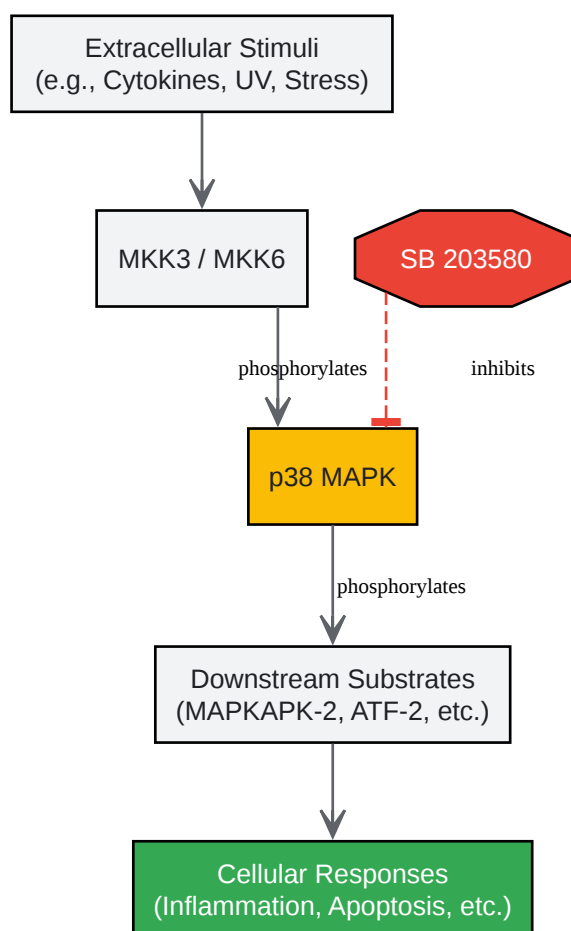 Extracellular Stimuli
(e.g., Cytokines, UV, Stress)
MKK3 / MKK6
SB 203580
phosphorylates
inhibits
p38 MAPK
phosphorylates
Downstream Substrates
(MAPKAPK-2, ATF-2, etc.)
Cellular Responses
(Inflammation, Apoptosis, etc.)